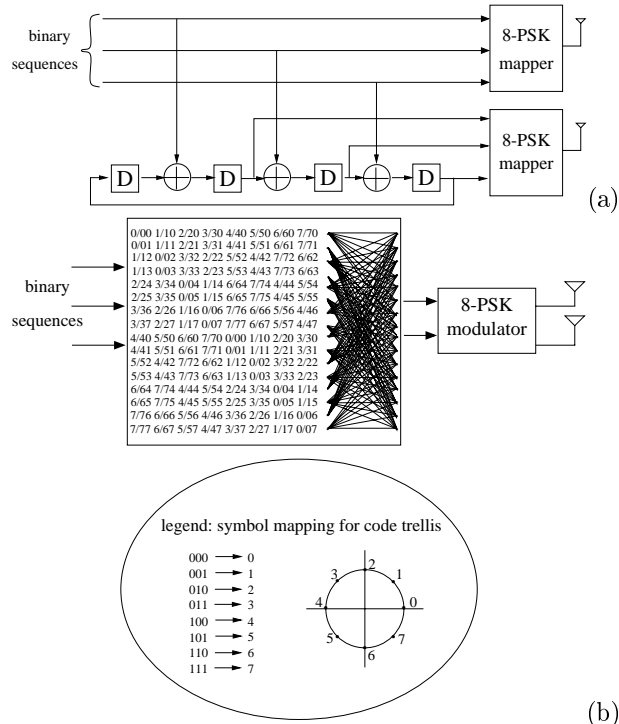 binary
sequences
8-PSK
mapper
8-PSK
mapper
D
D
D
D
(a)
0/00 1/10 2/20 3/30 4/40 5/50 6/60 7/70
0/01 1/11 2/21 3/31 4/41 5/51 6/61 7/71
1/12 0/02 3/32 2/22 5/52 4/42 7/72 6/62
1/13 0/03 3/33 2/23 5/53 4/43 7/73 6/63
2/24 3/34 0/04 1/14 6/64 7/74 4/44 5/54
2/25 3/35 0/05 1/15 6/65 7/75 4/45 5/55
3/36 2/26 1/16 0/06 7/76 6/66 5/56 4/46
3/37 2/27 1/17 0/07 7/77 6/67 5/57 4/47
4/40 5/50 6/60 7/70 0/00 1/10 2/20 3/30
4/41 5/51 6/61 7/71 0/01 1/11 2/21 3/31
5/52 4/42 7/72 6/62 1/12 0/02 3/32 2/22
5/53 4/43 7/73 6/63 1/13 0/03 3/33 2/23
6/64 7/74 4/44 5/54 2/24 3/34 0/04 1/14
6/65 7/75 4/45 5/55 2/25 3/35 0/05 1/15
7/76 6/66 5/56 4/46 3/36 2/26 1/16 0/06
7/77 6/67 5/57 4/47 3/37 2/27 1/17 0/07
binary
sequences
8-PSK
modulator
legend: symbol mapping for code trellis
000 0
001 1
010 2
011 3
100 4
101 5
110 6
111 7
2
3
1
4
0
5
7
6
(b)